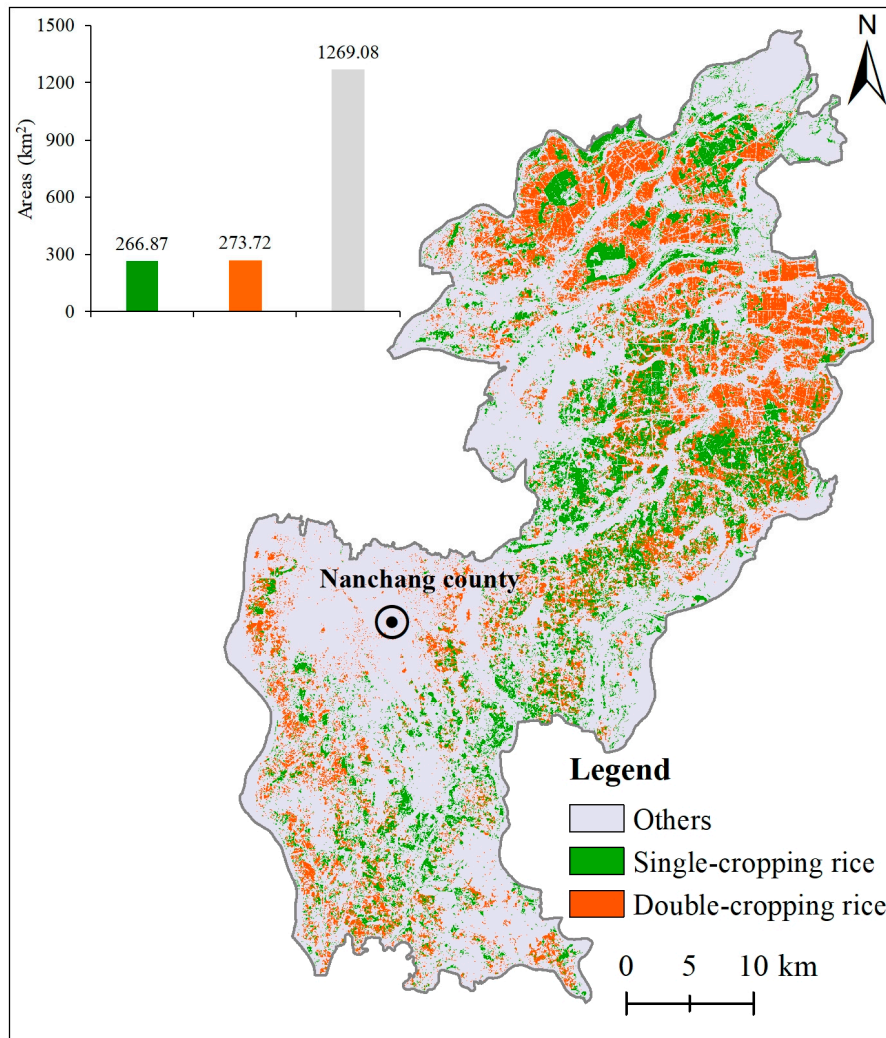 1500
1200
900
600
300
0
Areas (km²)
266.87
273.72
1269.08
N
Nanchang county
Legend
Others
Single-cropping rice
Double-cropping rice
0 5 10 km